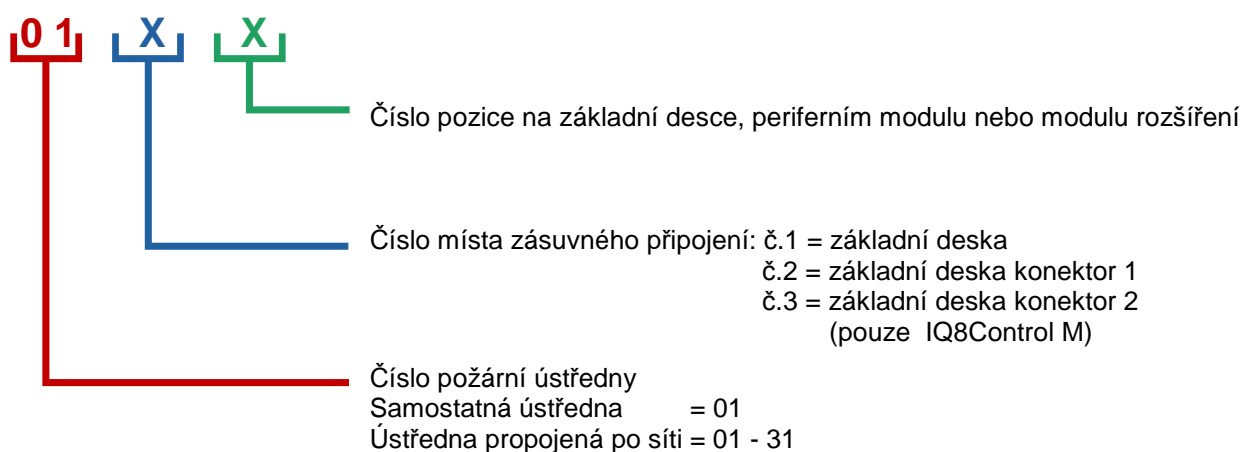 0 1 X X
Číslo pozice na základní desce, periferním modulu nebo modulu rozšíření
Číslo místa zásuvného připojení: č.1 = základní deska
č.2 = základní deska konektor 1
č.3 = základní deska konektor 2
(pouze IQ8Control M)
Číslo požární ústředny
Samostatná ústředna = 01
Ústředna propojená po síti = 01 - 31